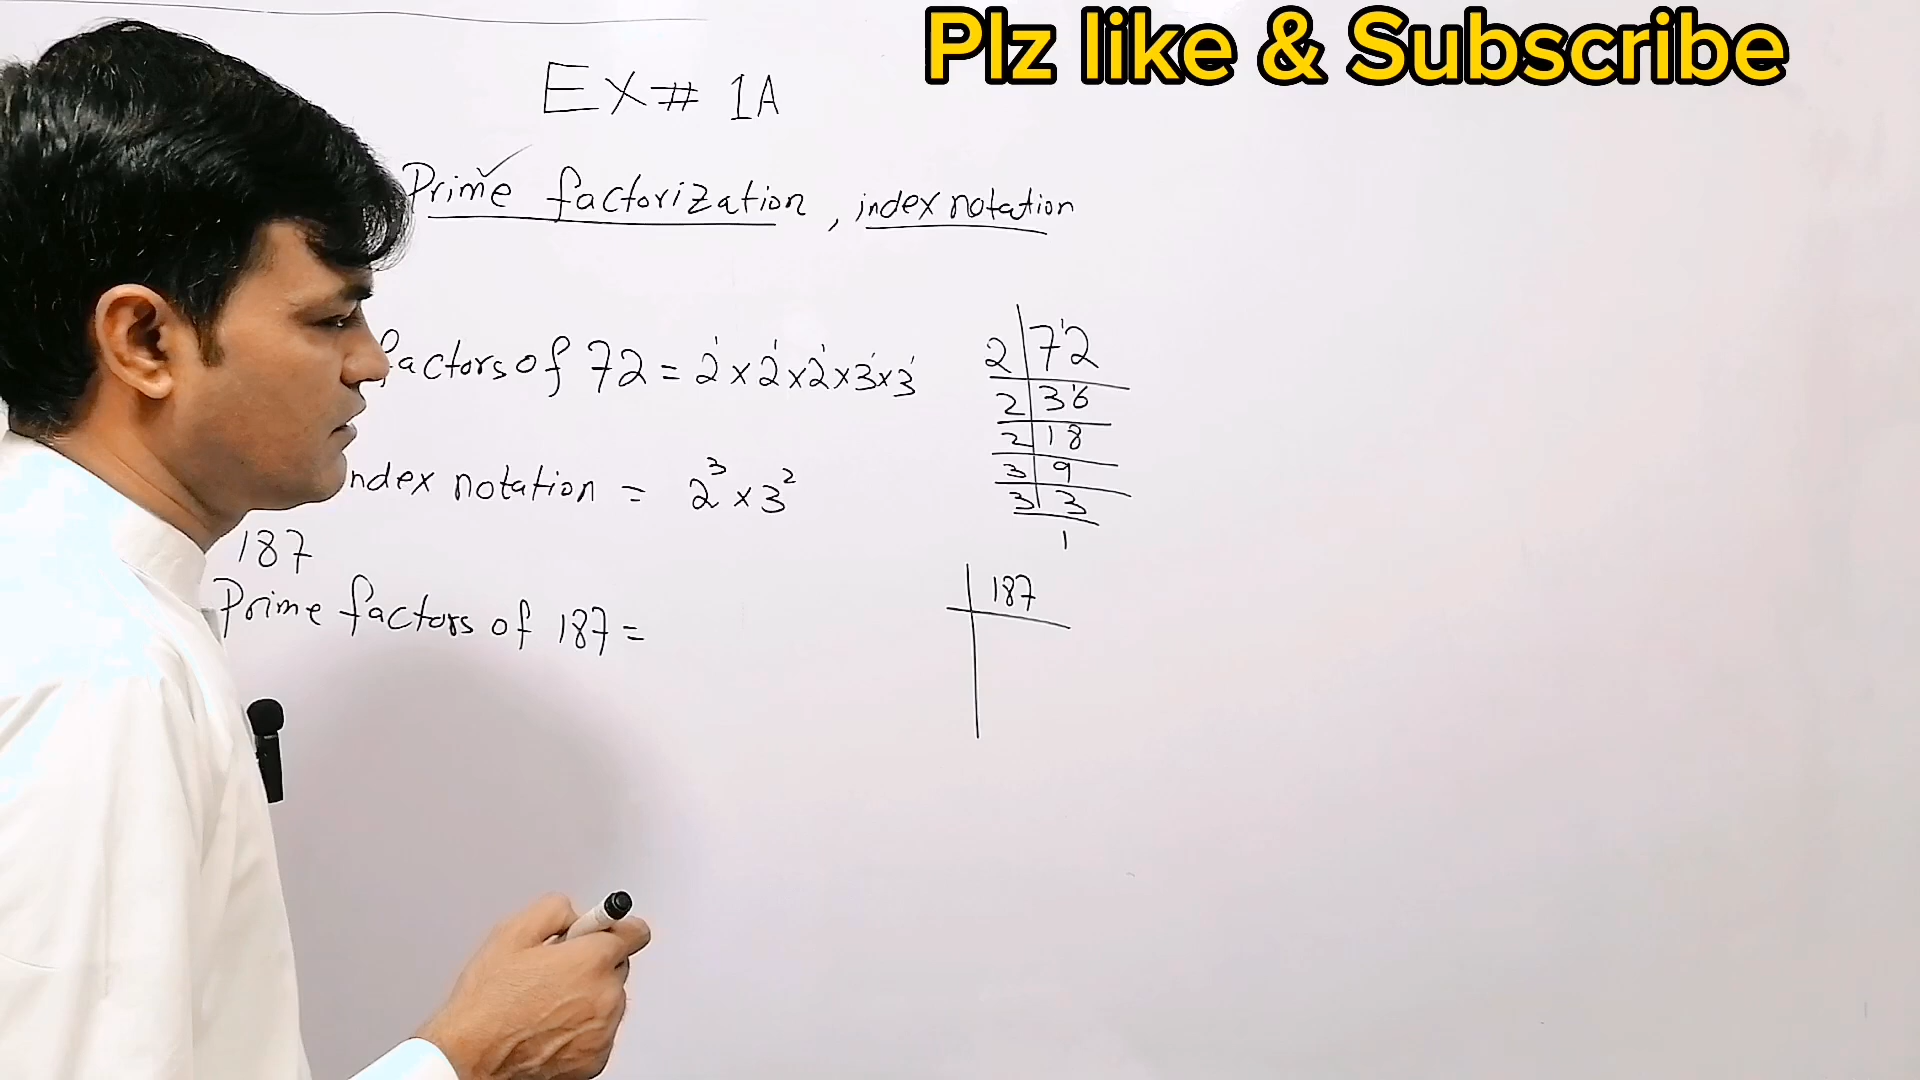 Plz like & Subscribe
EX# 1A
Prime factorization, index notation
factors of 72 = 2 × 2 × 2 × 3 × 3
ndex notation = 2³ × 3²
2 | 72
2 | 36
2 | 18
3 | 9
3 | 3
1
187
Prime factors of 187 =
187